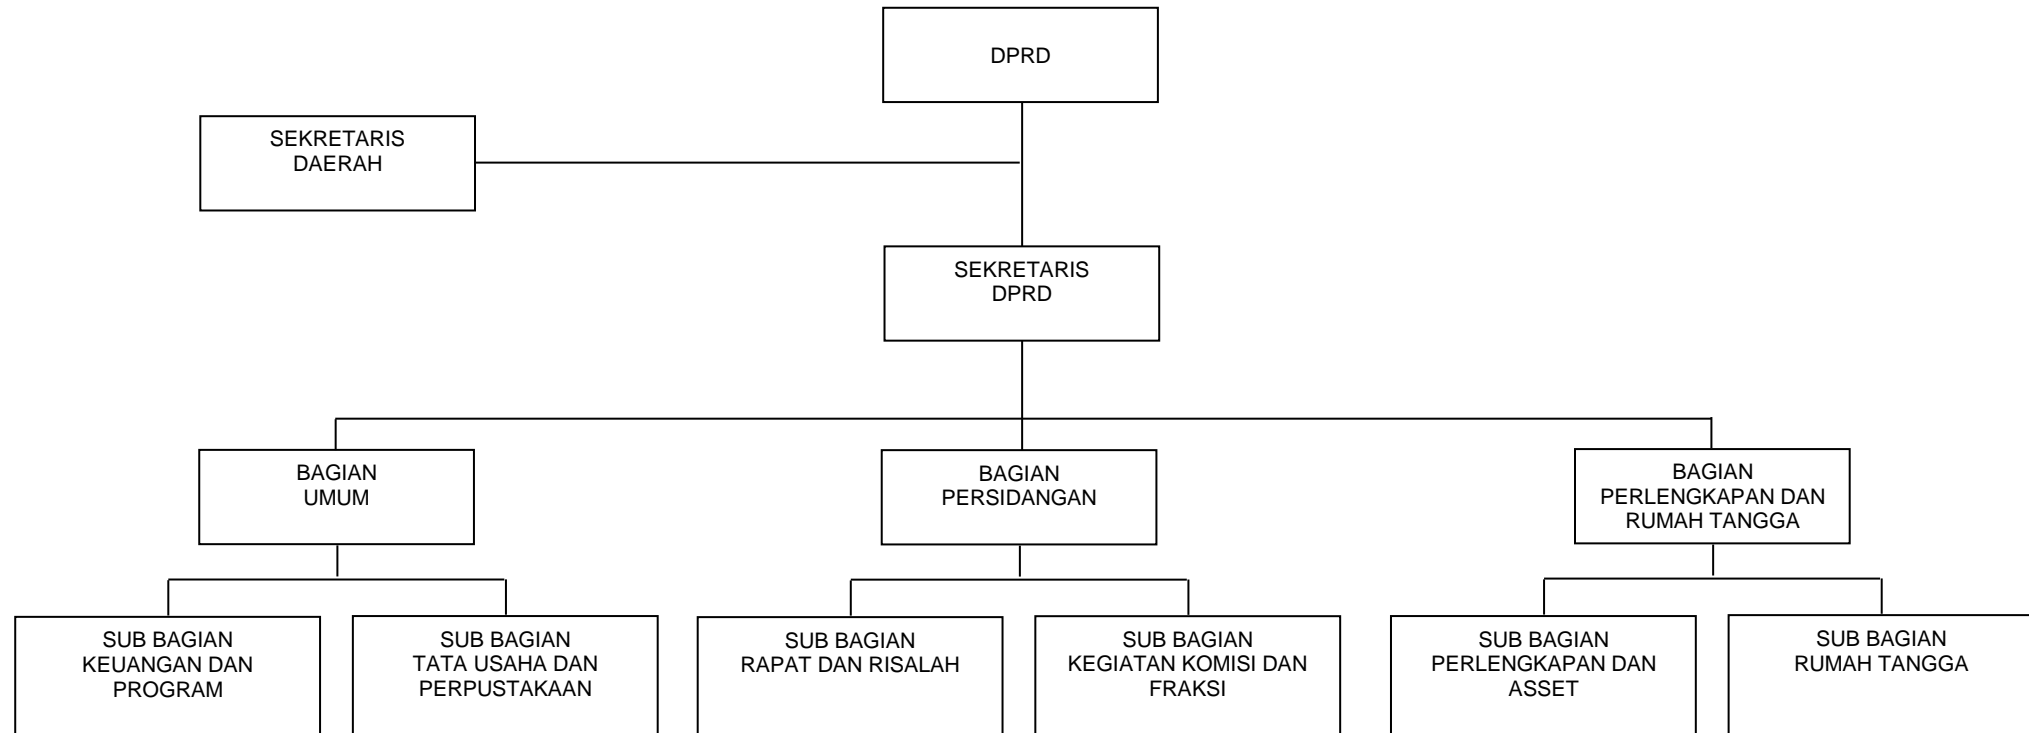 DPRD
SEKRETARIS
DAERAH
SEKRETARIS
DPRD
BAGIAN
UMUM
BAGIAN
PERSIDANGAN
BAGIAN
PERLENGKAPAN DAN
RUMAH TANGGA
SUB BAGIAN
KEUANGAN DAN
PROGRAM
SUB BAGIAN
TATA USAHA DAN
PERPUSTAKAAN
SUB BAGIAN
RAPAT DAN RISALAH
SUB BAGIAN
KEGIATAN KOMISI DAN
FRAKSI
SUB BAGIAN
PERLENGKAPAN DAN
ASSET
SUB BAGIAN
RUMAH TANGGA